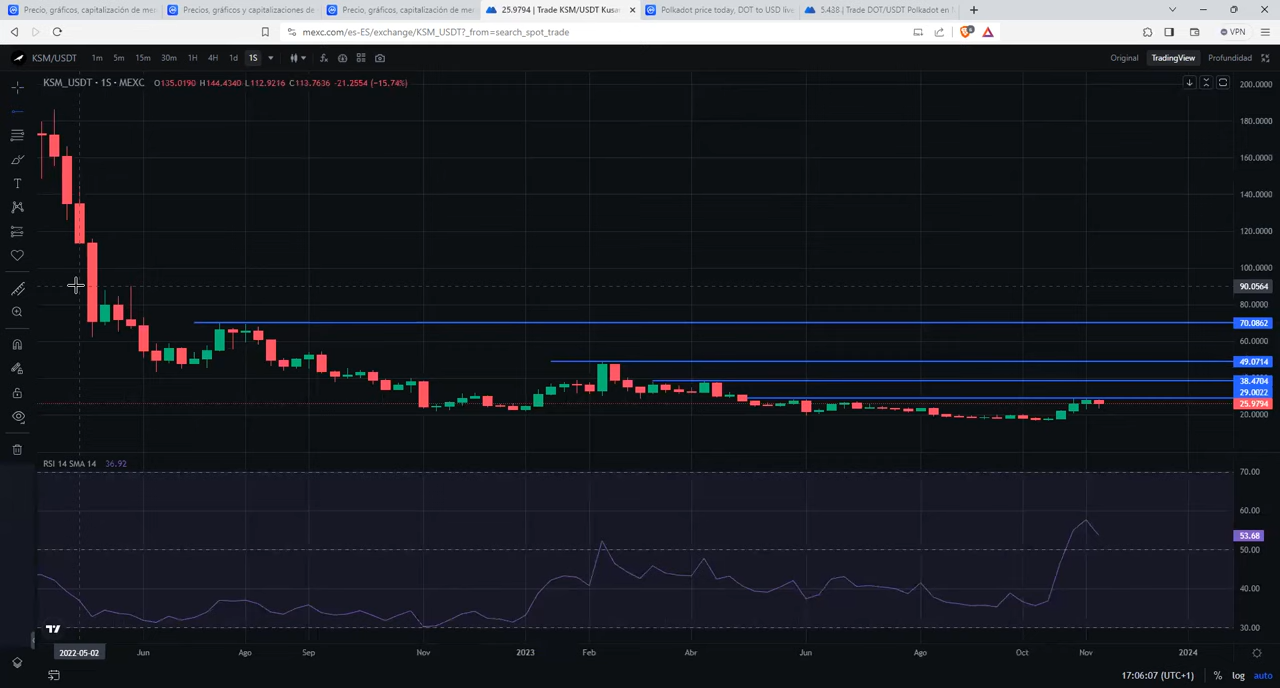 Precio, gráficos, capitalización de mer
Precios, gráficos y capitalizaciones de
Precio, gráficos, capitalización de mer
25.9794 | Trade KSM/USDT Kusar
Polkadot price today, DOT to USD live
5.438 | Trade DOT/USDT Polkadot en
mexc.com/es-ES/exchange/KSM_USDT?_from=search_spot_trade
VPN
KSM/USDT 1m 5m 15m 30m 1H 4H 1d 1S
Original TradingView Profundidad
KSM_USDT · 1S · MEXC O135.0190 H144.4340 L112.9216 C113.7636 -21.2554 (-15.74%)
200.0000
180.0000
160.0000
140.0000
120.0000
100.0000
90.0564
80.0000
70.0862
60.0000
49.0714
38.4704
29.0022
25.9794
20.0000
RSI 14 SMA 14 36.92
70.00
60.00
53.68
50.00
40.00
30.00
2022-05-02 Jun Ago Sep Nov 2023 Feb Abr Jun Ago Oct Nov 2024
17:06:07 (UTC+1) % log auto